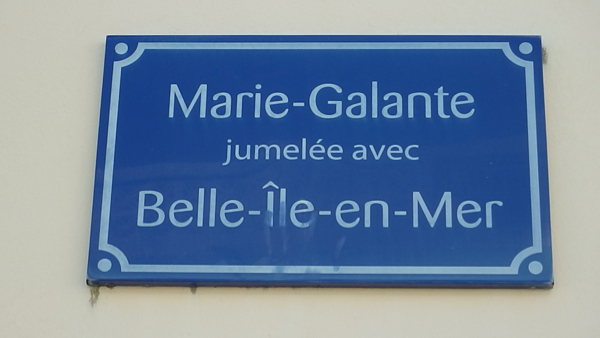 Marie-Galante
jumelée avec
Belle-Île-en-Mer